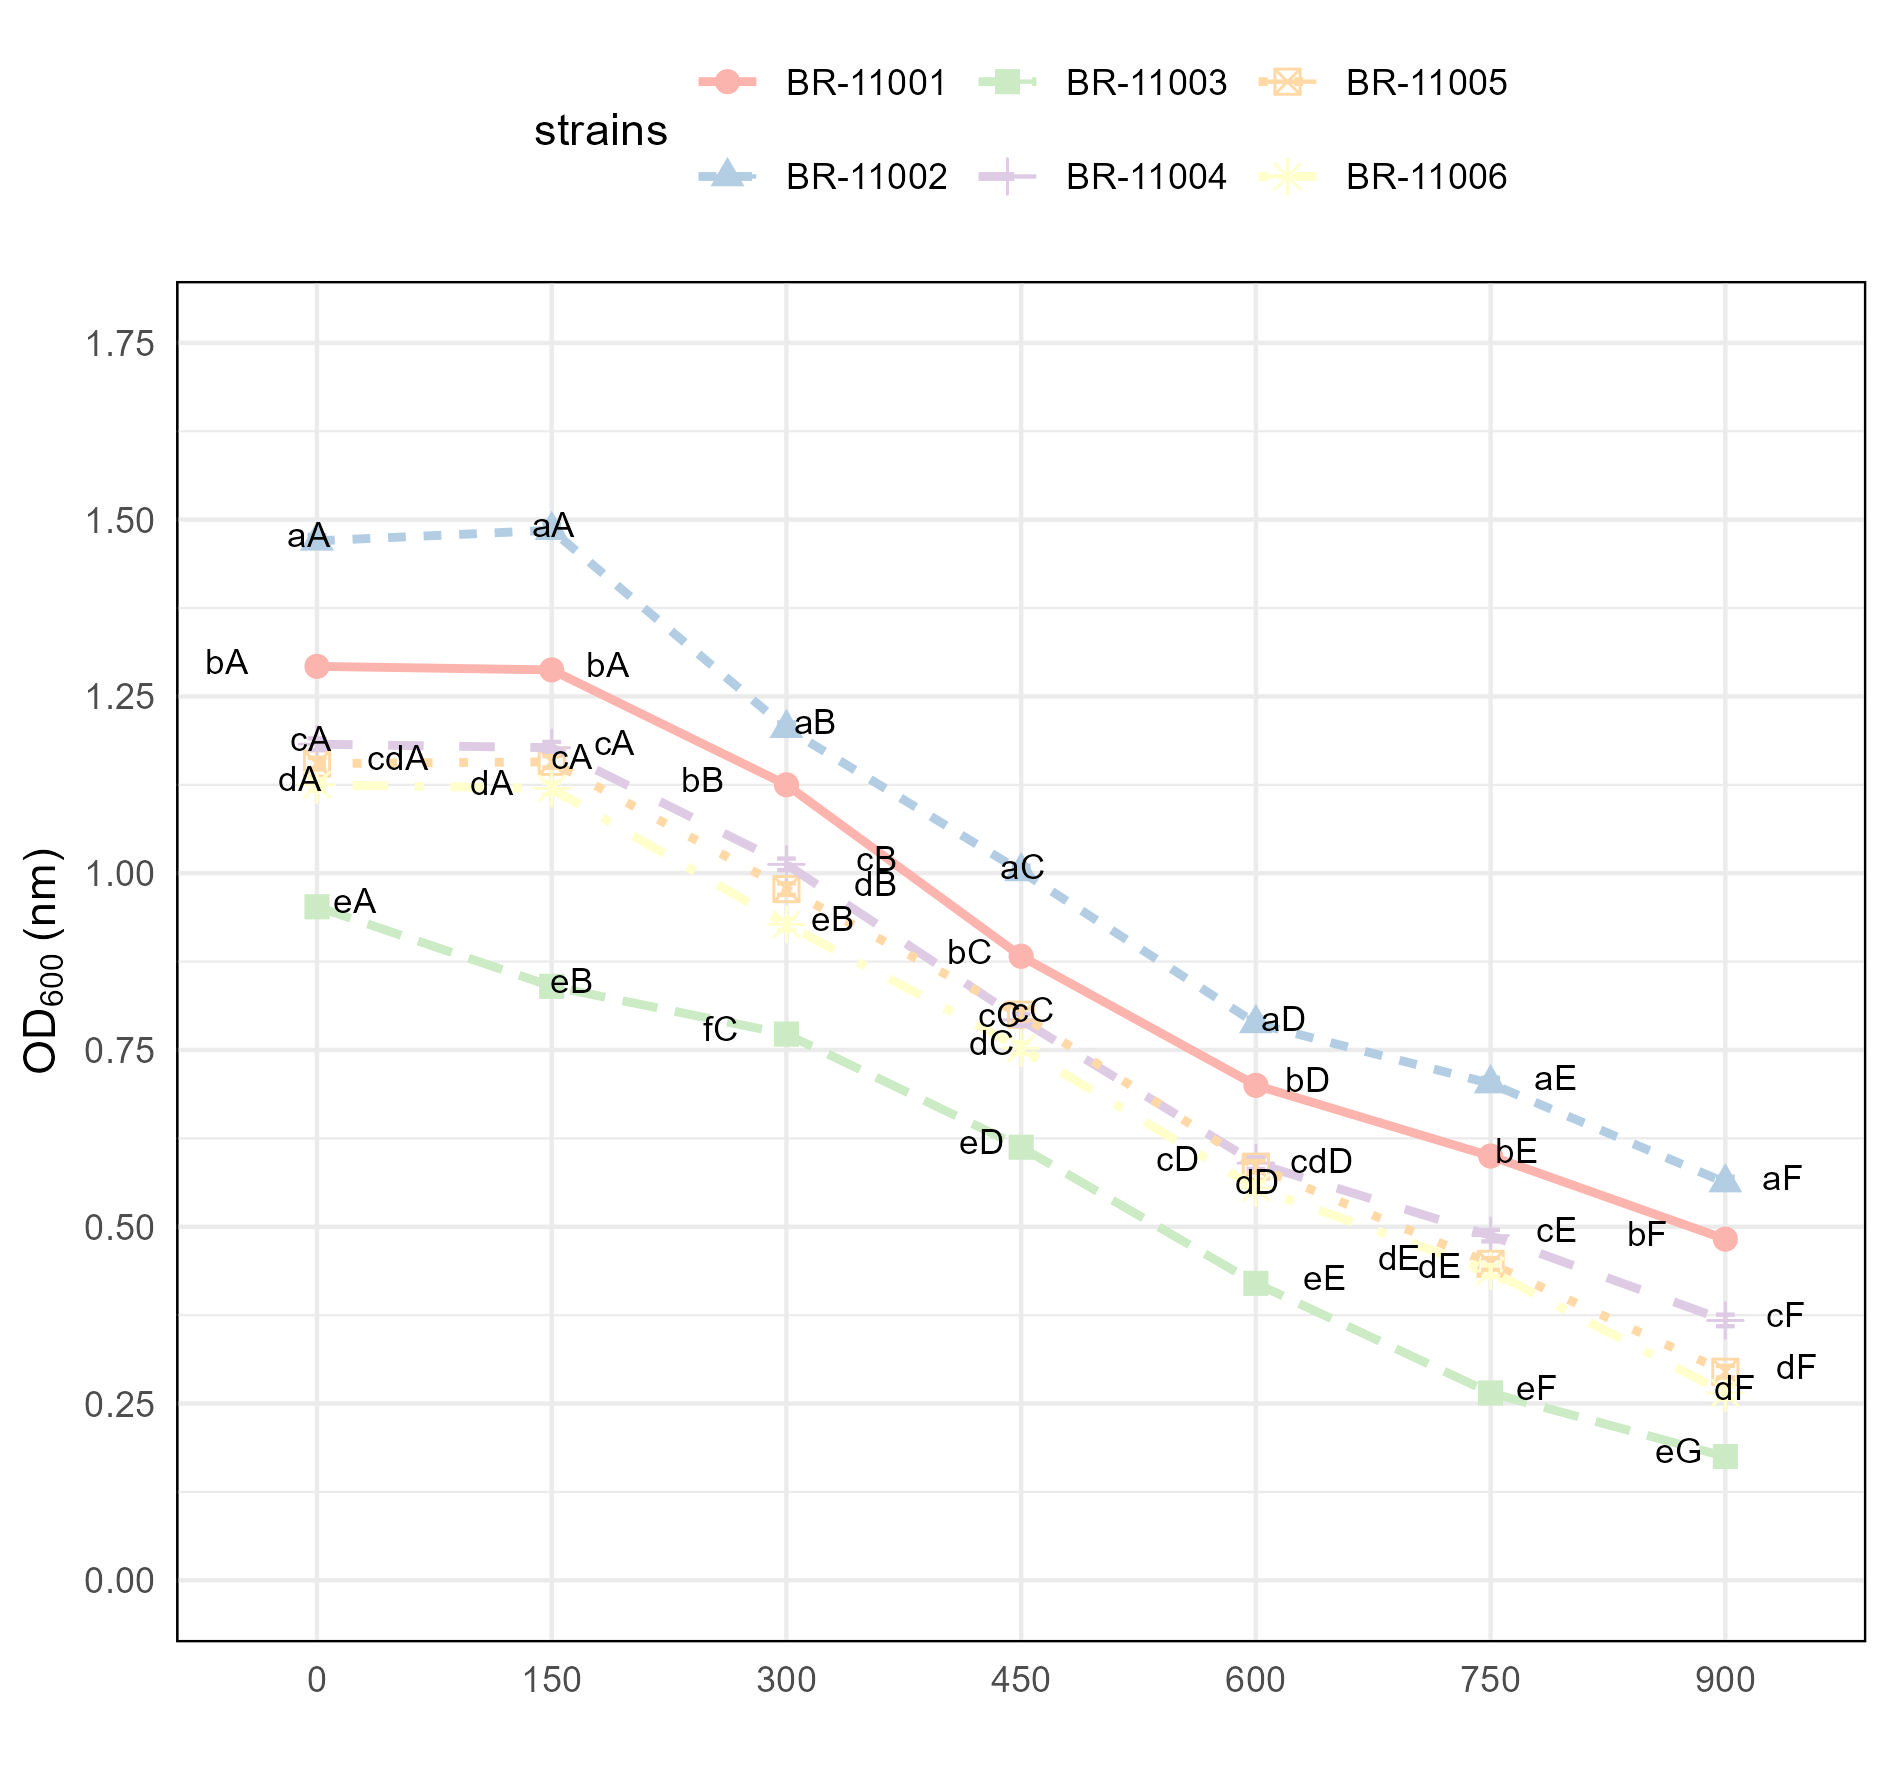 BR-11001 BR-11003 BR-11005
strains
BR-11002 BR-11004 BR-11006
1.75
1.50
1.25
1.00
0.75
0.50
0.25
0.00
OD600 (nm)
aA aA
bA bA
aB
cA cA
cdA cA
dA dA
bB
cB
dB
aC
eA
eB
bC
eB
cC cC
fC
dC
aD
bD
aE
eD
bE
cD cdD
dD
aF
cE
bF
dE dE
eE
cF
dF
eF
dF
eG
0 150 300 450 600 750 900